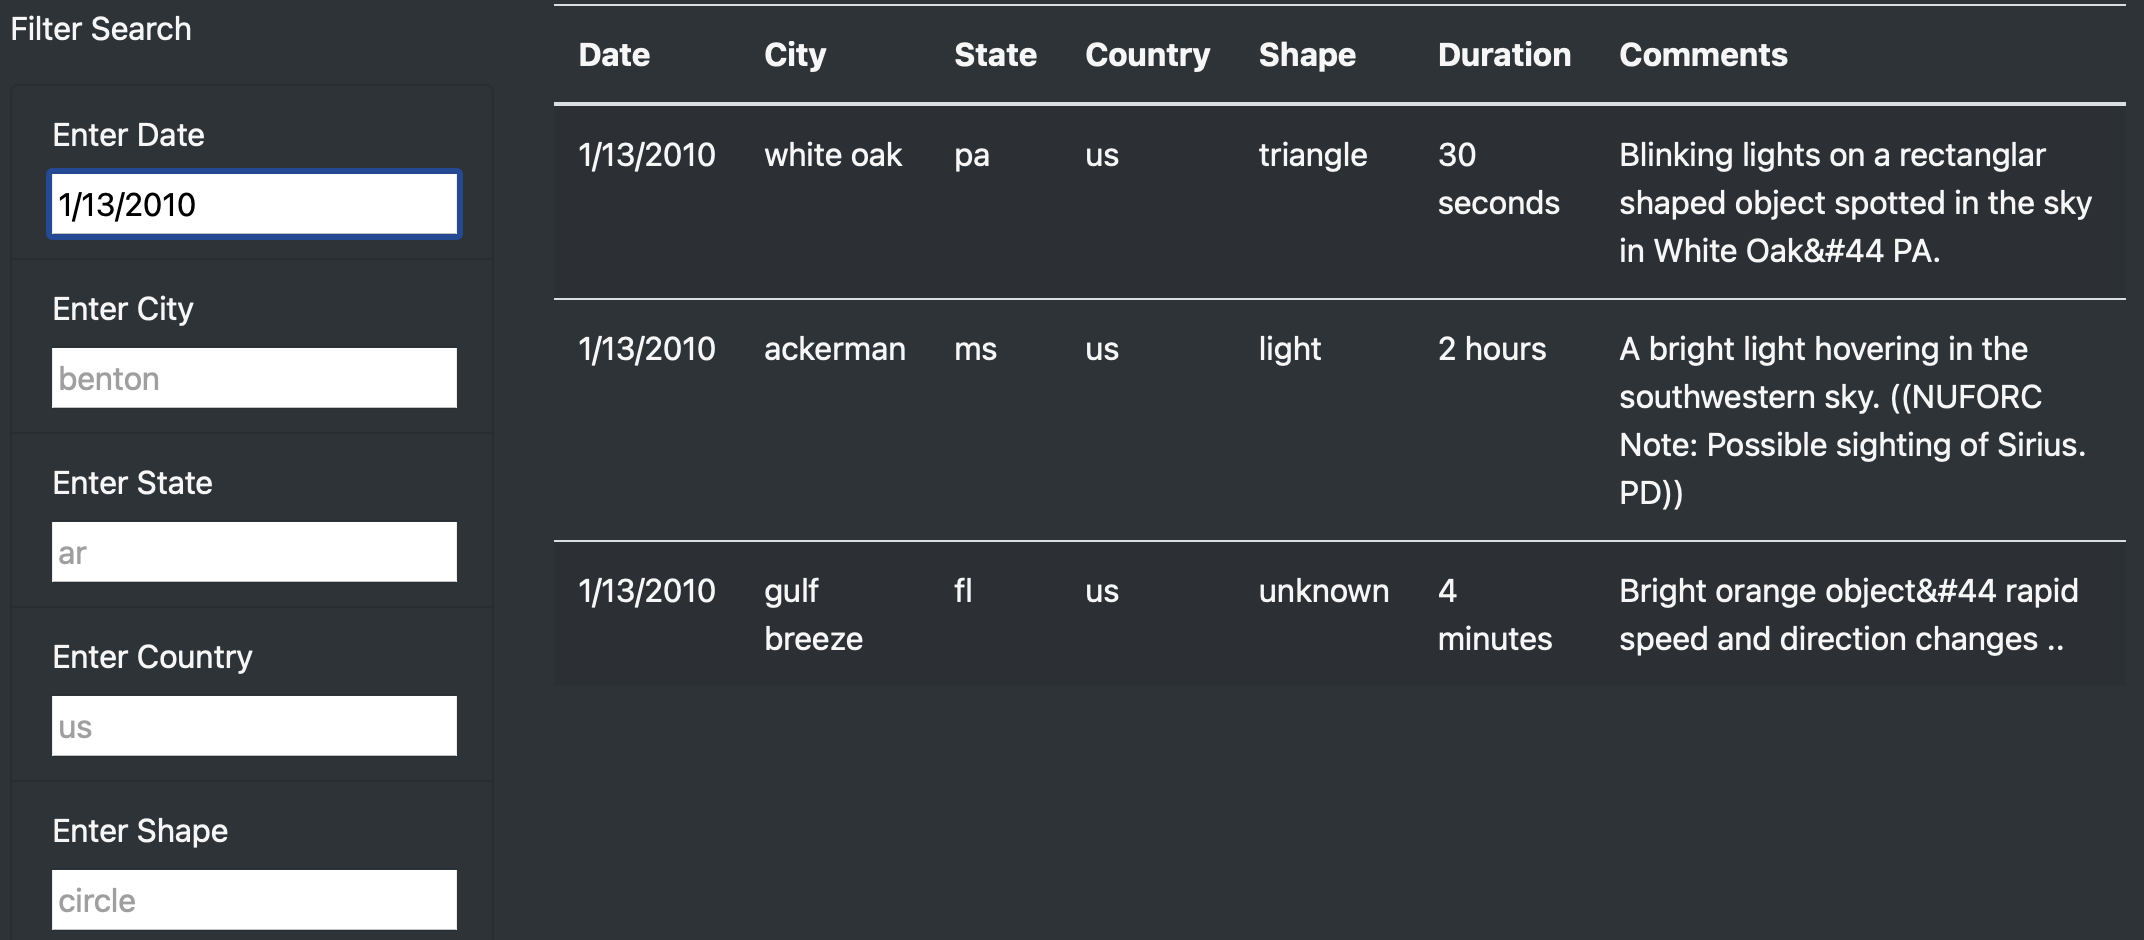 Filter Search
Enter Date
1/13/2010
Enter City
benton
Enter State
ar
Enter Country
us
Enter Shape
circle
Date City State Country Shape Duration Comments
1/13/2010 white oak pa us triangle 30 Blinking lights on a rectanglar
seconds shaped object spotted in the sky
in White Oak&#44 PA.
1/13/2010 ackerman ms us light 2 hours A bright light hovering in the
southwestern sky. ((NUFORC
Note: Possible sighting of Sirius.
PD))
1/13/2010 gulf fl us unknown 4 Bright orange object&#44 rapid
breeze minutes speed and direction changes ..